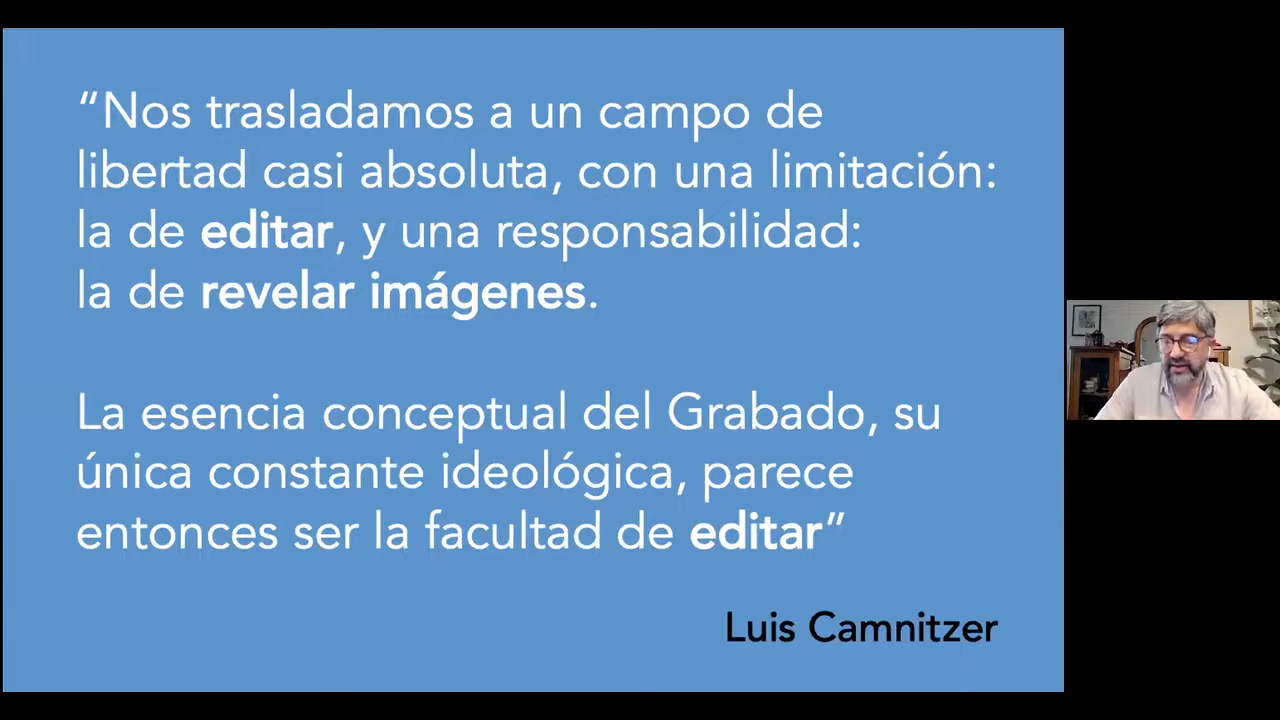 “Nos trasladamos a un campo de
libertad casi absoluta, con una limitación:
la de editar, y una responsabilidad:
la de revelar imágenes.
La esencia conceptual del Grabado, su
única constante ideológica, parece
entonces ser la facultad de editar”
Luis Camnitzer